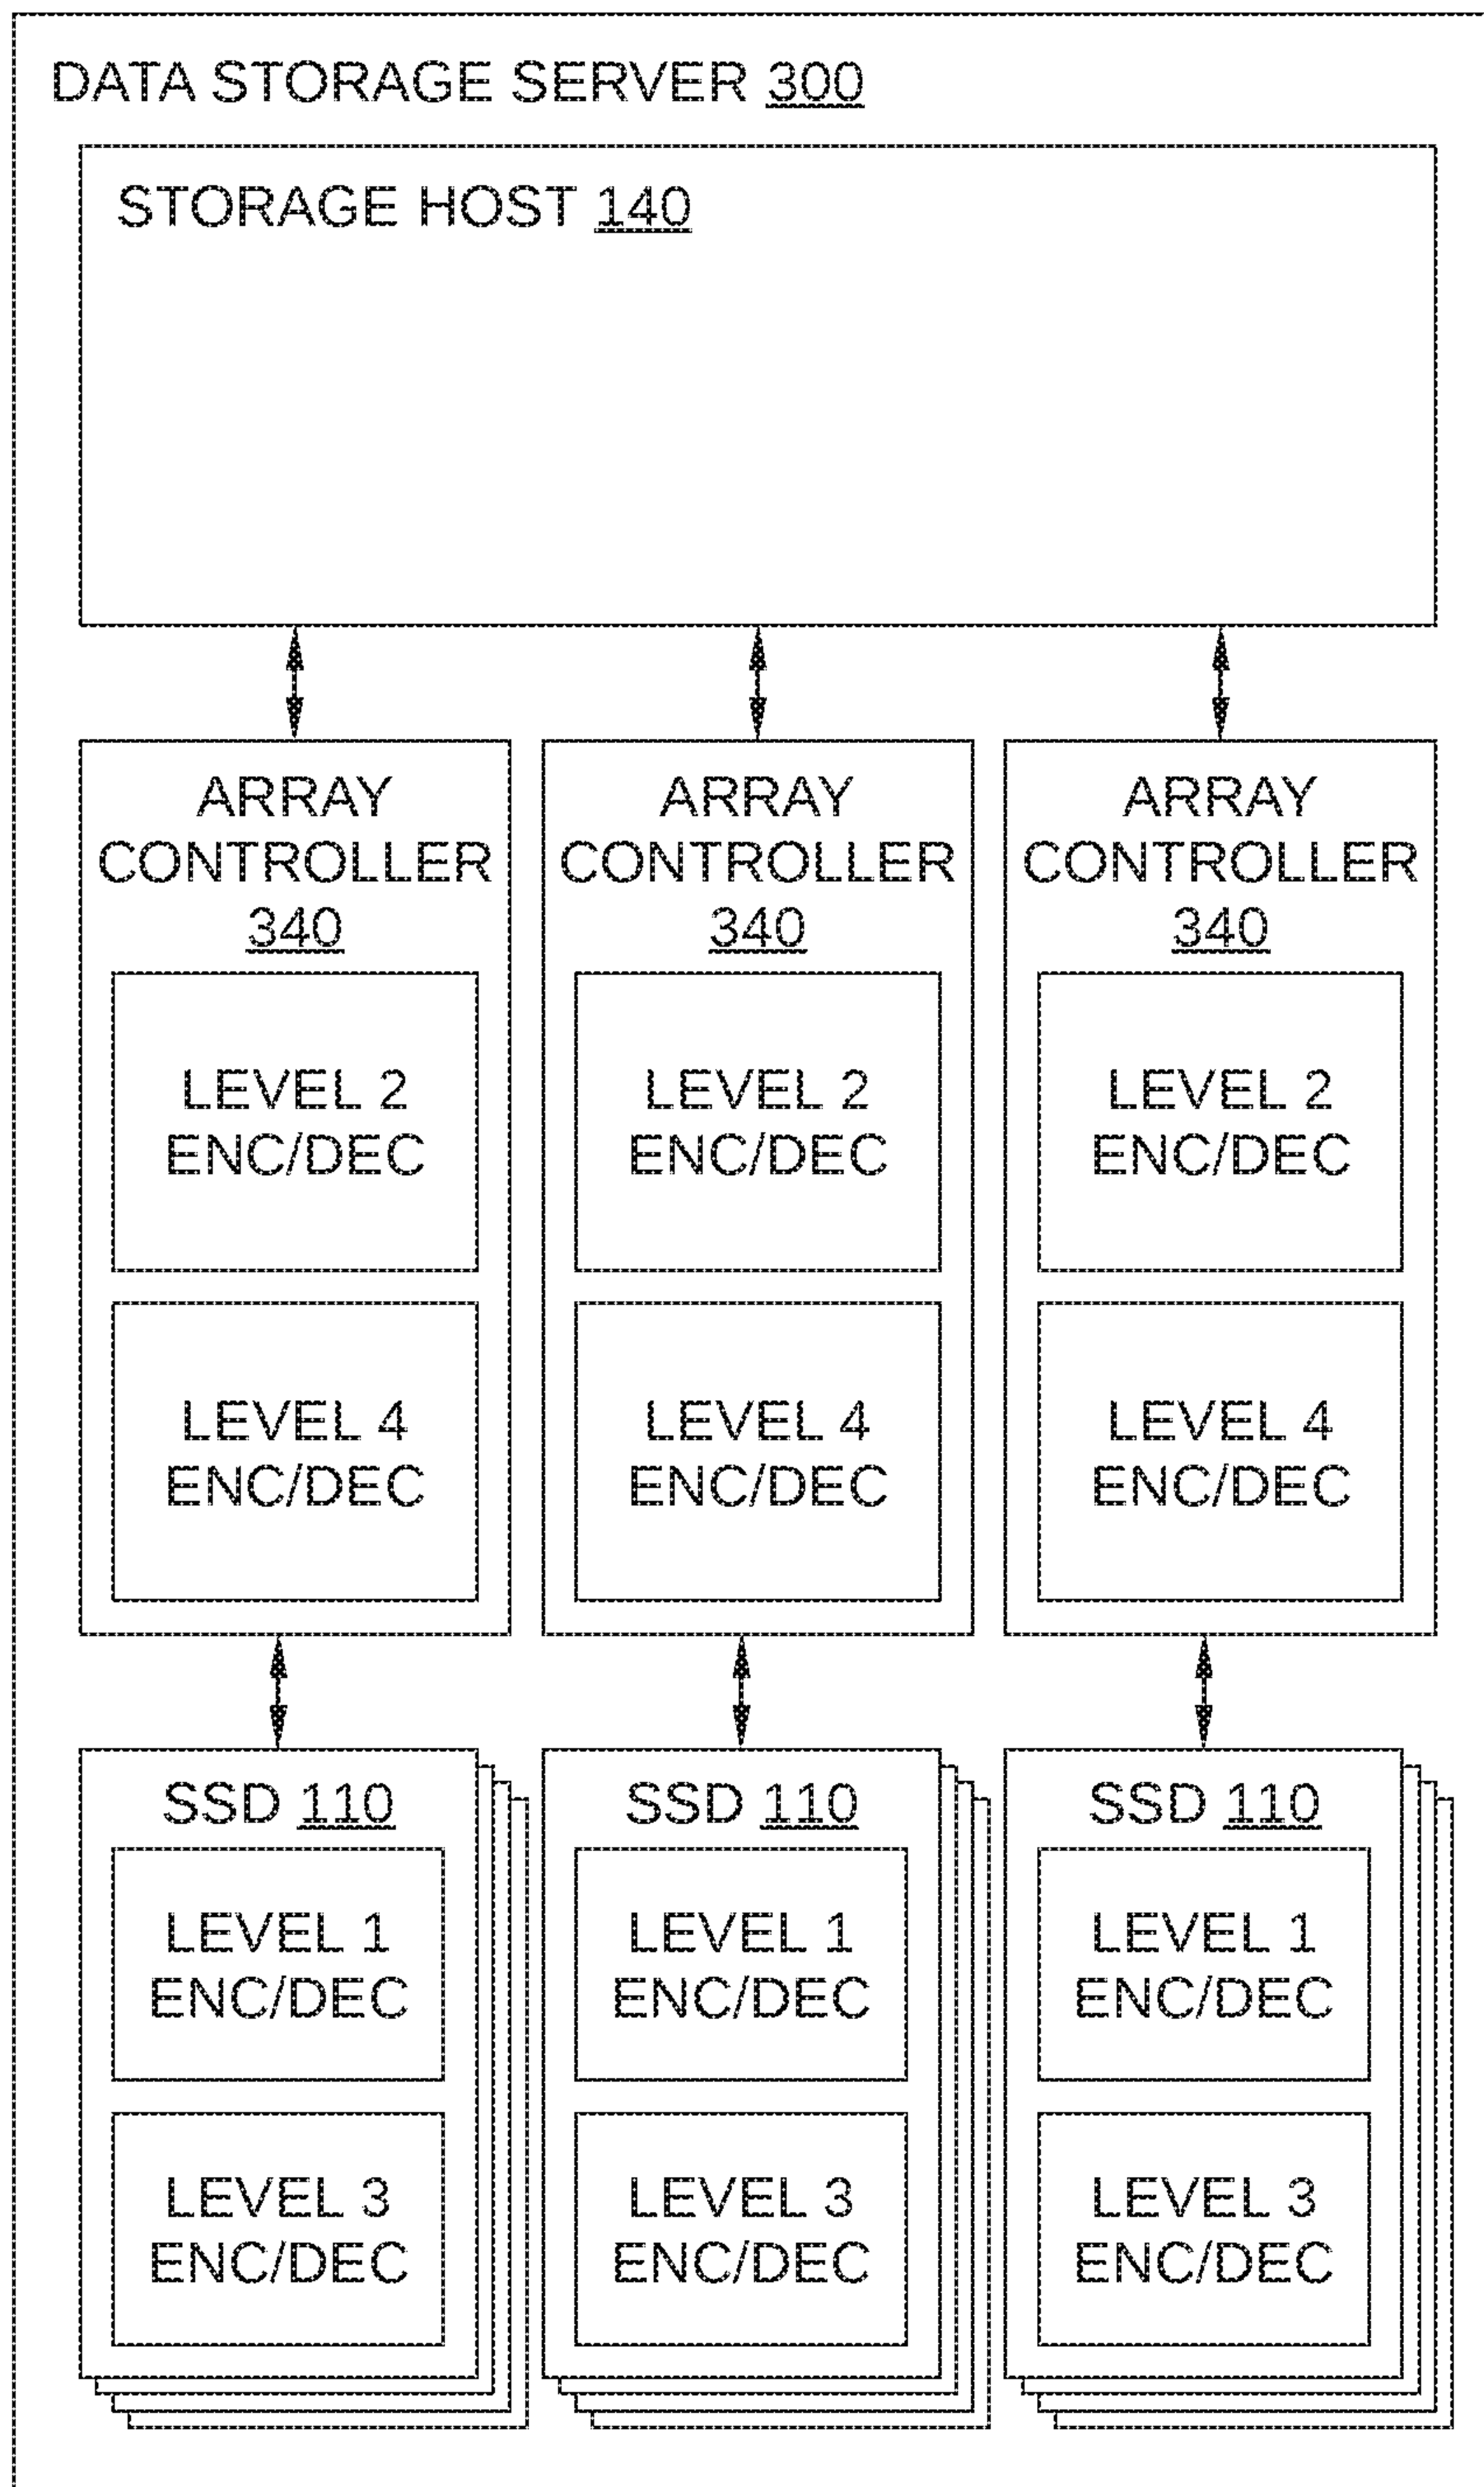 DATA STORAGE SERVER 300
STORAGE HOST 140
ARRAY
CONTROLLER
340
LEVEL 2
ENC/DEC
LEVEL 4
ENC/DEC
ARRAY
CONTROLLER
340
LEVEL 2
ENC/DEC
LEVEL 4
ENC/DEC
ARRAY
CONTROLLER
340
LEVEL 2
ENC/DEC
LEVEL 4
ENC/DEC
SSD 110
LEVEL 1
ENC/DEC
LEVEL 3
ENC/DEC
SSD 110
LEVEL 1
ENC/DEC
LEVEL 3
ENC/DEC
SSD 110
LEVEL 1
ENC/DEC
LEVEL 3
ENC/DEC